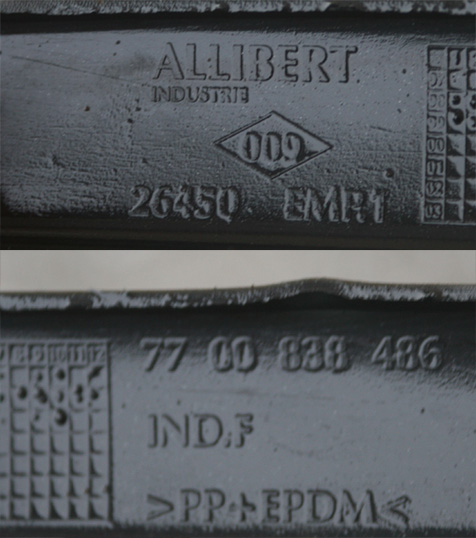 ALLIBERT
INDUSTRIE
009
26450 EMR1
77 00 838 486
IND.F
>PP+EPDM<